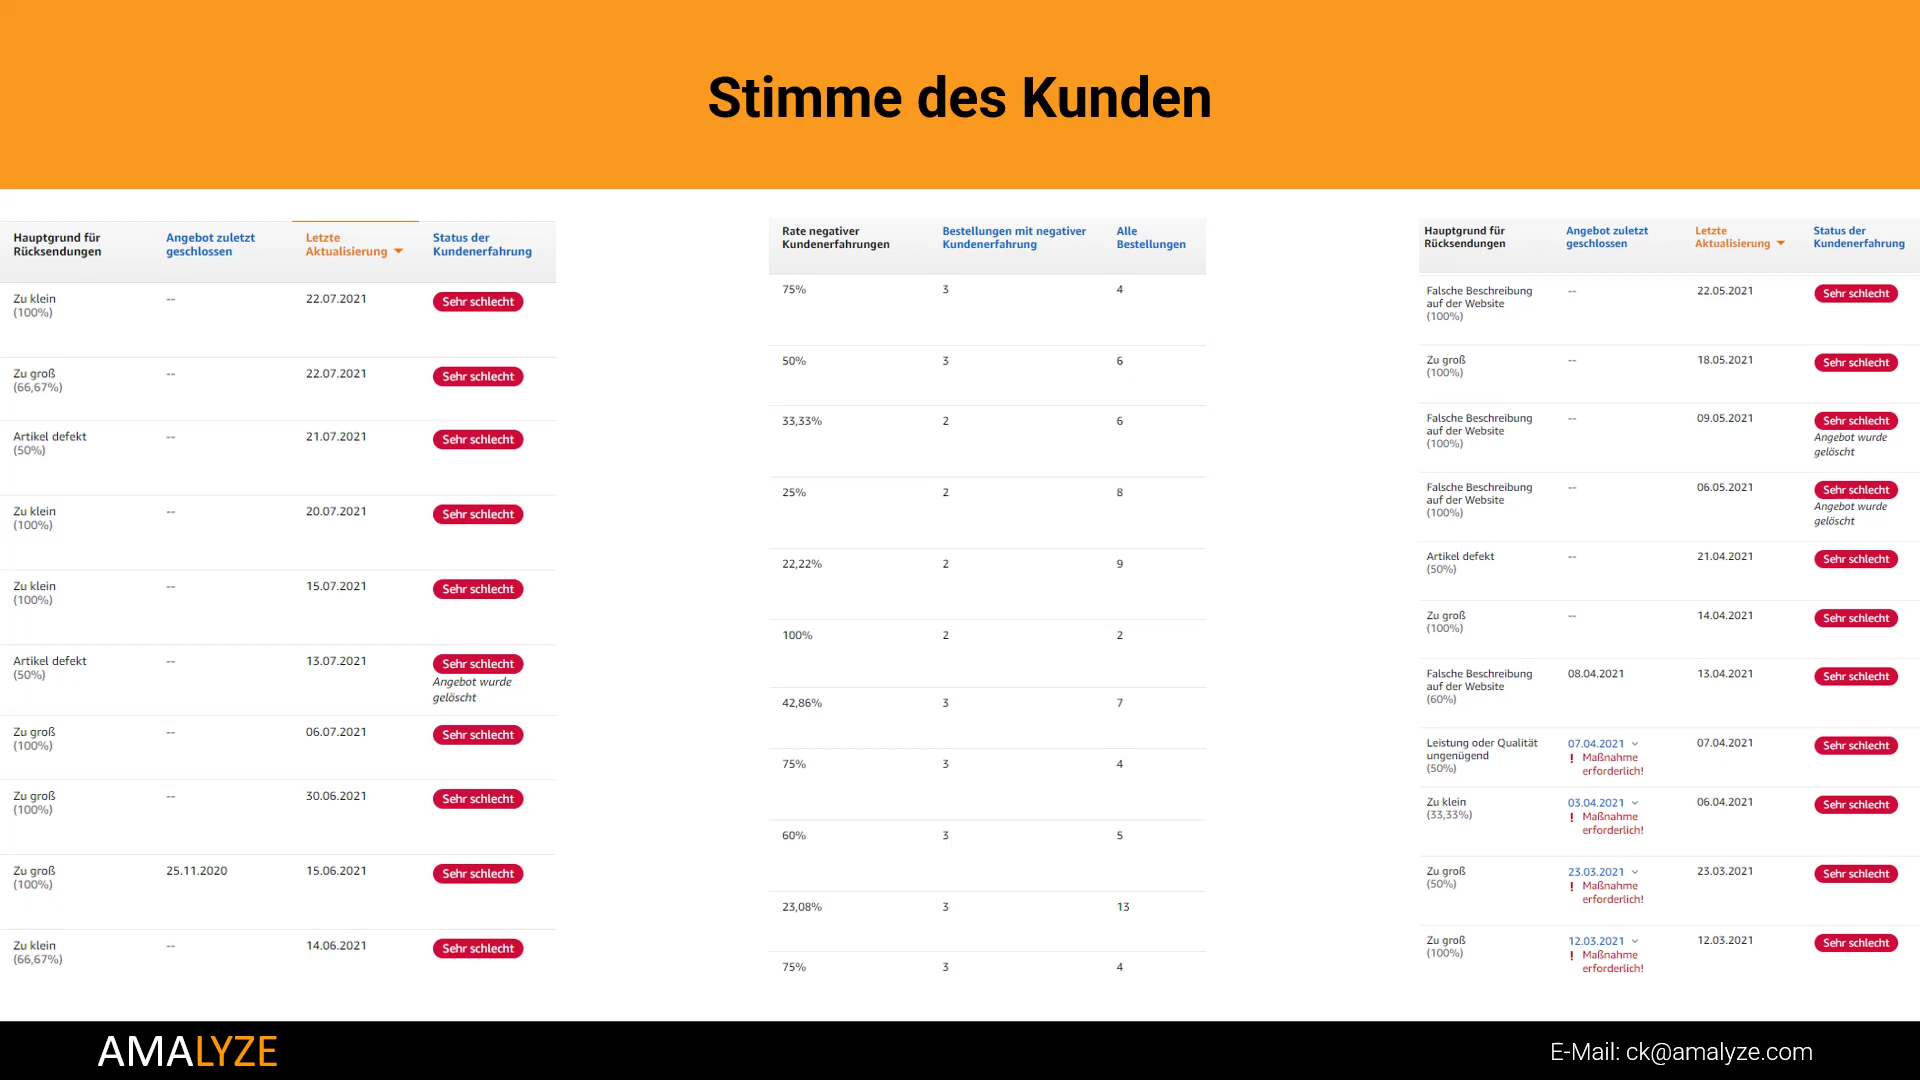 Stimme des Kunden
Hauptgrund für
Rücksendungen
Angebot zuletzt
geschlossen
Letzte
Aktualisierung
Status der
Kundenerfahrung
Zu klein
(100%)
--
22.07.2021
Sehr schlecht
Zu groß
(66,67%)
--
22.07.2021
Sehr schlecht
Artikel defekt
(50%)
--
21.07.2021
Sehr schlecht
Zu klein
(100%)
--
20.07.2021
Sehr schlecht
Zu klein
(100%)
--
15.07.2021
Sehr schlecht
Artikel defekt
(50%)
--
13.07.2021
Sehr schlecht
Angebot wurde
gelöscht
Zu groß
(100%)
--
06.07.2021
Sehr schlecht
Zu groß
(100%)
--
30.06.2021
Sehr schlecht
Zu groß
(100%)
25.11.2020
15.06.2021
Sehr schlecht
Zu klein
(66,67%)
--
14.06.2021
Sehr schlecht
Rate negativer
Kundenerfahrungen
Bestellungen mit negativer
Kundenerfahrung
Alle
Bestellungen
75%
3
4
50%
3
6
33,33%
2
6
25%
2
8
22,22%
2
9
100%
2
2
42,86%
3
7
75%
3
4
60%
3
5
23,08%
3
13
75%
3
4
Hauptgrund für
Rücksendungen
Angebot zuletzt
geschlossen
Letzte
Aktualisierung
Status der
Kundenerfahrung
Falsche Beschreibung
auf der Website
(100%)
--
22.05.2021
Sehr schlecht
Zu groß
(100%)
--
18.05.2021
Sehr schlecht
Falsche Beschreibung
auf der Website
(100%)
--
09.05.2021
Sehr schlecht
Angebot wurde
gelöscht
Falsche Beschreibung
auf der Website
(100%)
--
06.05.2021
Sehr schlecht
Angebot wurde
gelöscht
Artikel defekt
(50%)
--
21.04.2021
Sehr schlecht
Zu groß
(100%)
--
14.04.2021
Sehr schlecht
Falsche Beschreibung
auf der Website
(60%)
08.04.2021
13.04.2021
Sehr schlecht
Leistung oder Qualität
ungenügend
(50%)
07.04.2021
! Maßnahme
erforderlich!
07.04.2021
Sehr schlecht
Zu klein
(33,33%)
03.04.2021
! Maßnahme
erforderlich!
06.04.2021
Sehr schlecht
Zu groß
(50%)
23.03.2021
! Maßnahme
erforderlich!
23.03.2021
Sehr schlecht
Zu groß
(100%)
12.03.2021
! Maßnahme
erforderlich!
12.03.2021
Sehr schlecht
AMALYZE
E-Mail: ck@amalyze.com